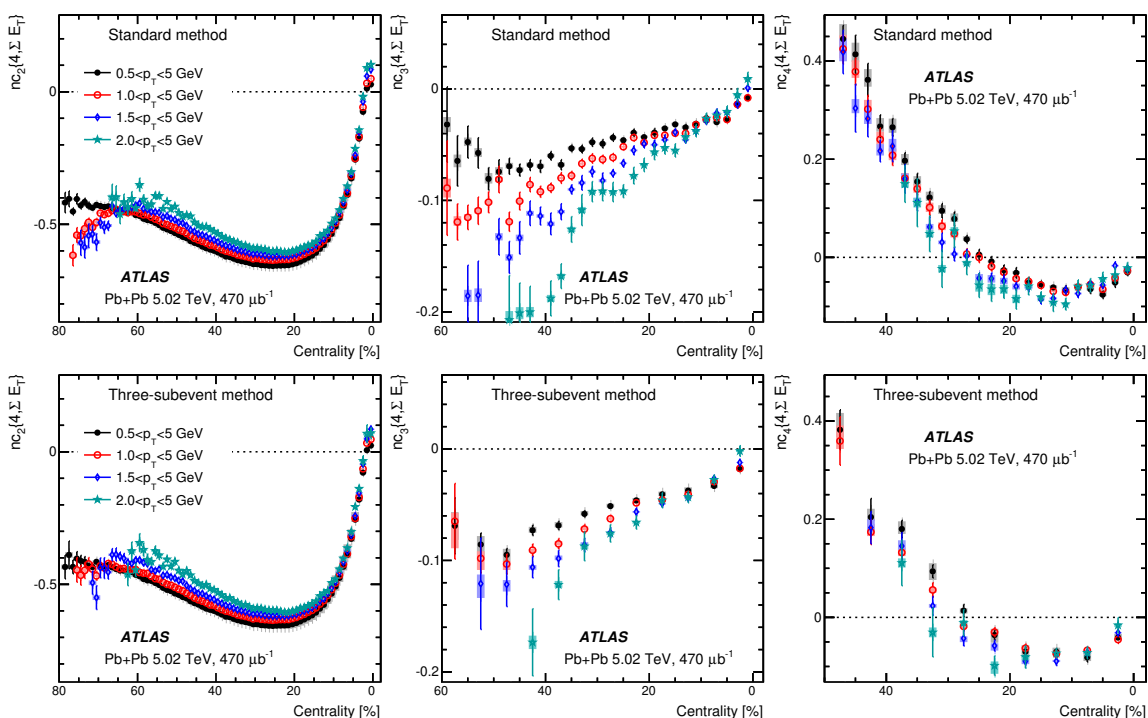 nc₂{4,Σ E_T}
Standard method
0.5<p_T<5 GeV
1.0<p_T<5 GeV
1.5<p_T<5 GeV
2.0<p_T<5 GeV
0
−0.5
ATLAS
Pb+Pb 5.02 TeV, 470 μb⁻¹
80 60 40 20 0
Centrality [%]
nc₃{4,Σ E_T}
Standard method
0
−0.1
−0.2
ATLAS
Pb+Pb 5.02 TeV, 470 μb⁻¹
60 40 20 0
Centrality [%]
nc₄{4,Σ E_T}
Standard method
ATLAS
Pb+Pb 5.02 TeV, 470 μb⁻¹
0.4
0.2
0
40 20 0
Centrality [%]
nc₂{4,Σ E_T}
Three-subevent method
0.5<p_T<5 GeV
1.0<p_T<5 GeV
1.5<p_T<5 GeV
2.0<p_T<5 GeV
0
−0.5
ATLAS
Pb+Pb 5.02 TeV, 470 μb⁻¹
80 60 40 20 0
Centrality [%]
nc₃{4,Σ E_T}
Three-subevent method
0
−0.1
−0.2
ATLAS
Pb+Pb 5.02 TeV, 470 μb⁻¹
60 40 20 0
Centrality [%]
nc₄{4,Σ E_T}
Three-subevent method
ATLAS
Pb+Pb 5.02 TeV, 470 μb⁻¹
0.4
0.2
0
40 20 0
Centrality [%]